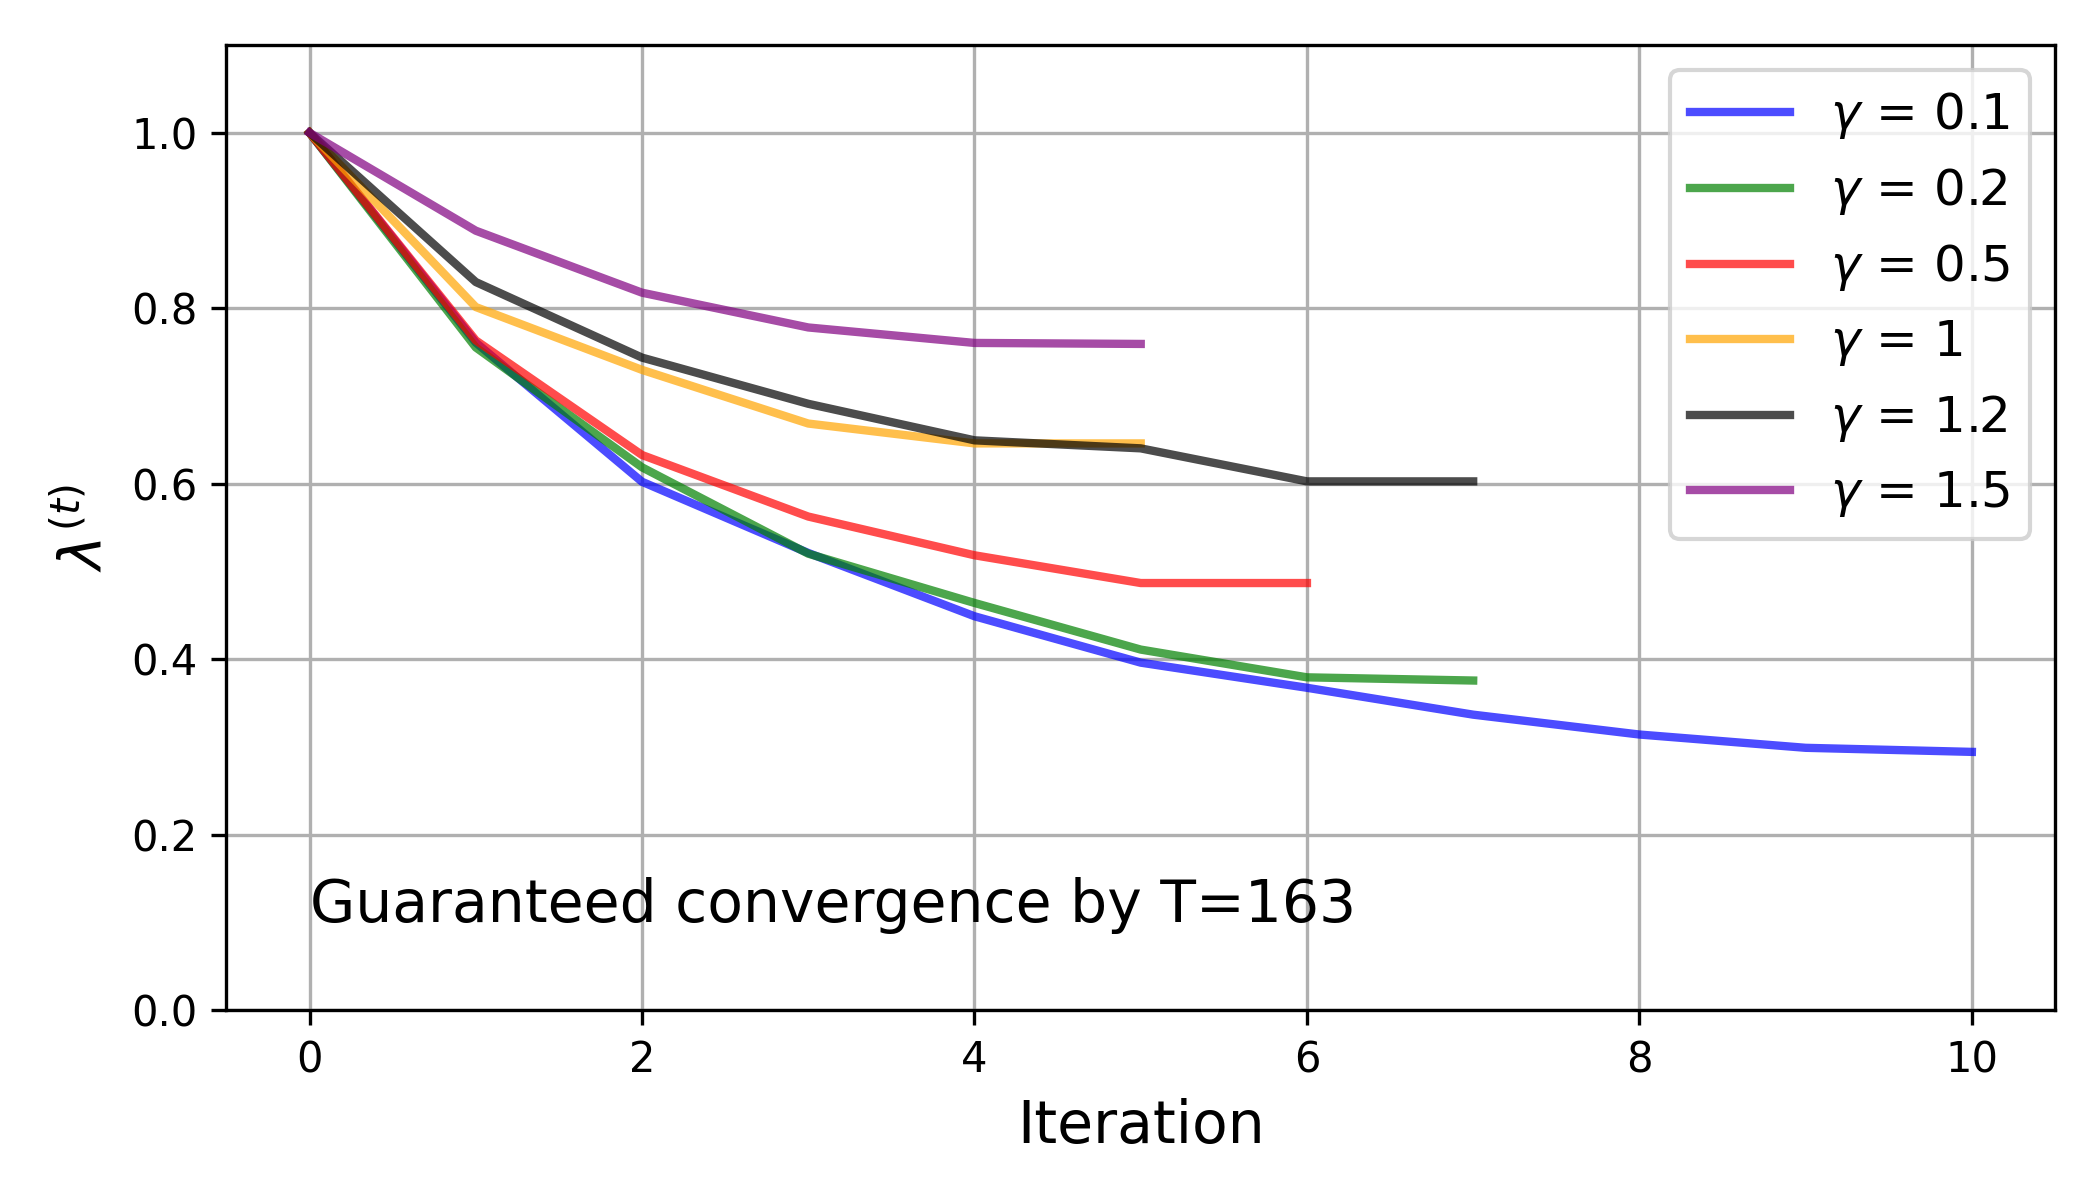 1.0
0.8
0.6
0.4
0.2
0.0
λ(t)
γ = 0.1
γ = 0.2
γ = 0.5
γ = 1
γ = 1.2
γ = 1.5
Guaranteed convergence by T=163
0 2 4 6 8 10
Iteration